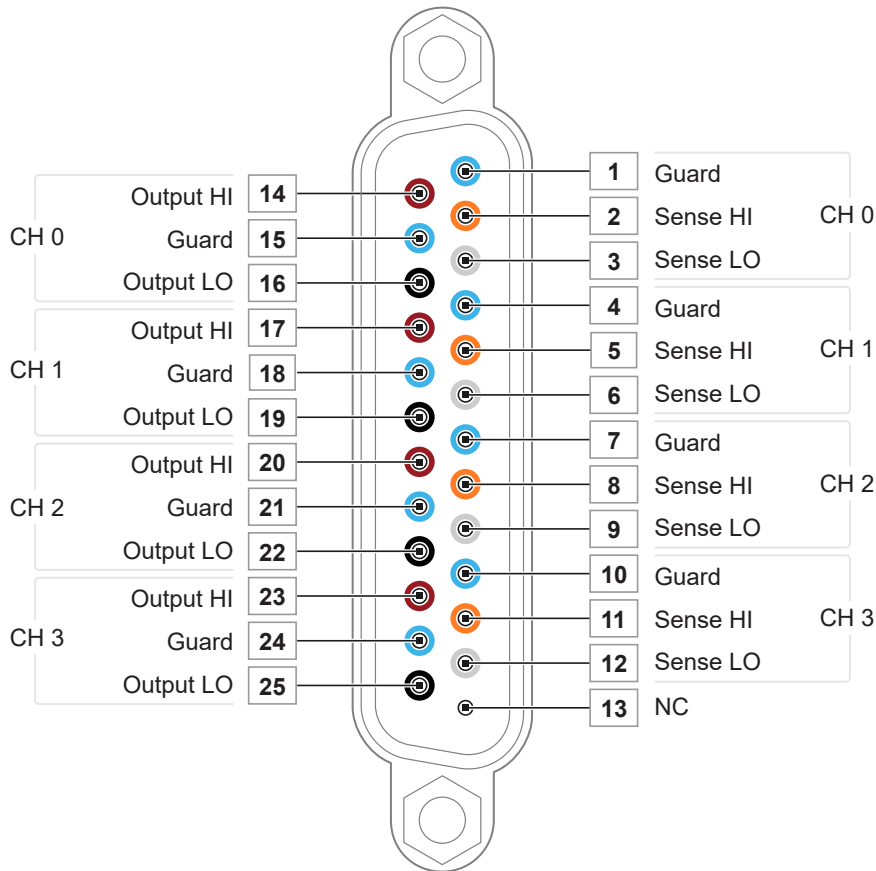 CH 0
Output HI 14
Guard 15
Output LO 16
CH 1
Output HI 17
Guard 18
Output LO 19
CH 2
Output HI 20
Guard 21
Output LO 22
CH 3
Output HI 23
Guard 24
Output LO 25
1 Guard
2 Sense HI
3 Sense LO
CH 0
4 Guard
5 Sense HI
6 Sense LO
CH 1
7 Guard
8 Sense HI
9 Sense LO
CH 2
10 Guard
11 Sense HI
12 Sense LO
CH 3
13 NC